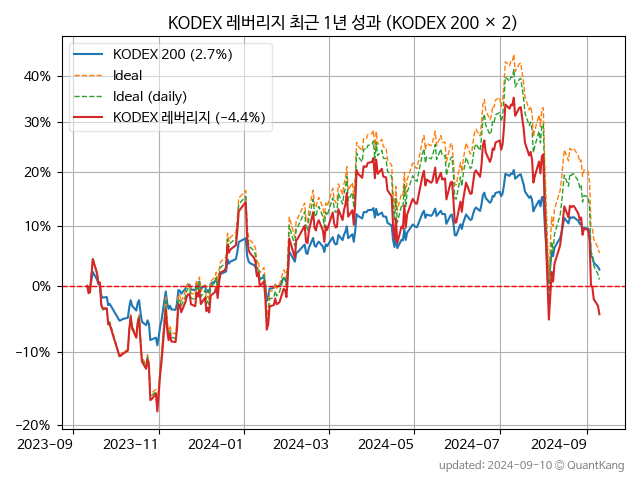 KODEX 레버리지 최근 1년 성과 (KODEX 200 × 2)
KODEX 200 (2.7%)
Ideal
Ideal (daily)
KODEX 레버리지 (−4.4%)
40%
30%
20%
10%
0%
−10%
−20%
2023-09 2023-11 2024-01 2024-03 2024-05 2024-07 2024-09
updated: 2024-09-10 © QuantKang